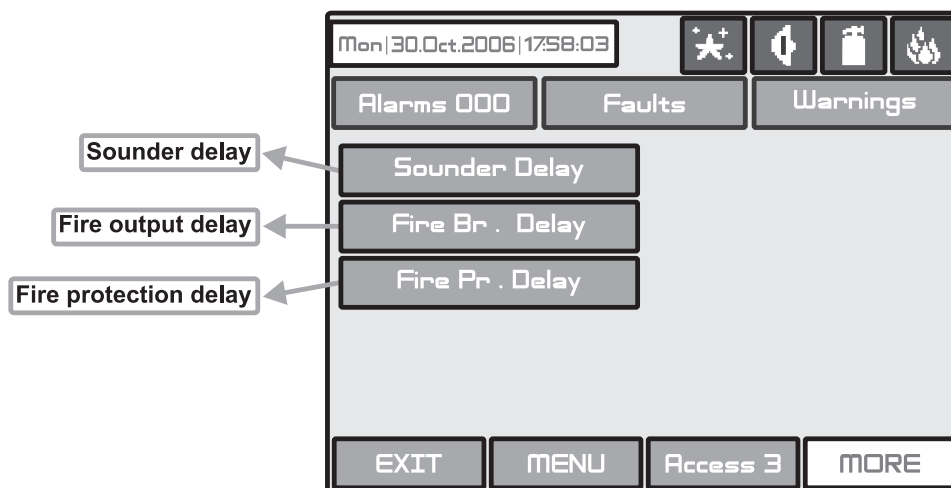 Mon|30.Oct.2006|17:58:03
Alarms 000 Faults Warnings
Sounder delay Sounder Delay
Fire output delay Fire Br . Delay
Fire protection delay Fire Pr . Delay
EXIT MENU Access 3 MORE